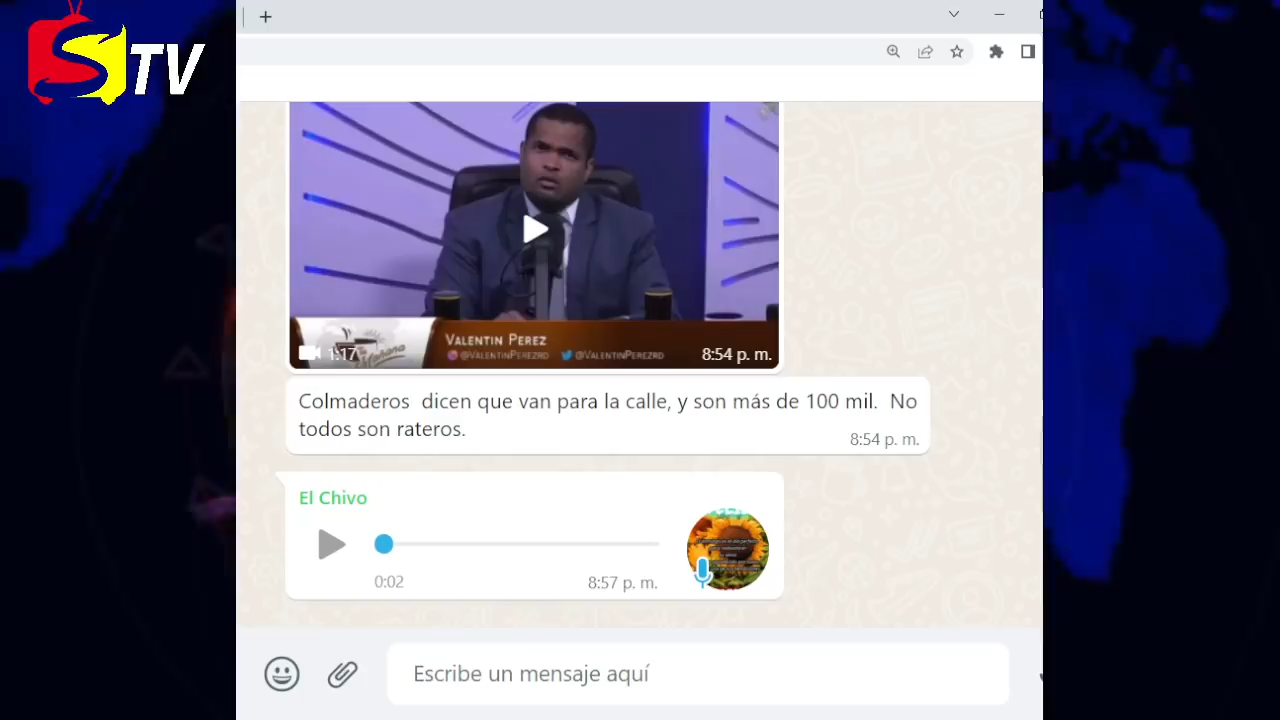 STV
VALENTIN PEREZ
@VALENTINPEREZRD @VALENTINPEREZRD
1:17
8:54 p. m.
Colmaderos dicen que van para la calle, y son más de 100 mil. No
todos son rateros.
8:54 p. m.
El Chivo
0:02
8:57 p. m.
Escribe un mensaje aquí